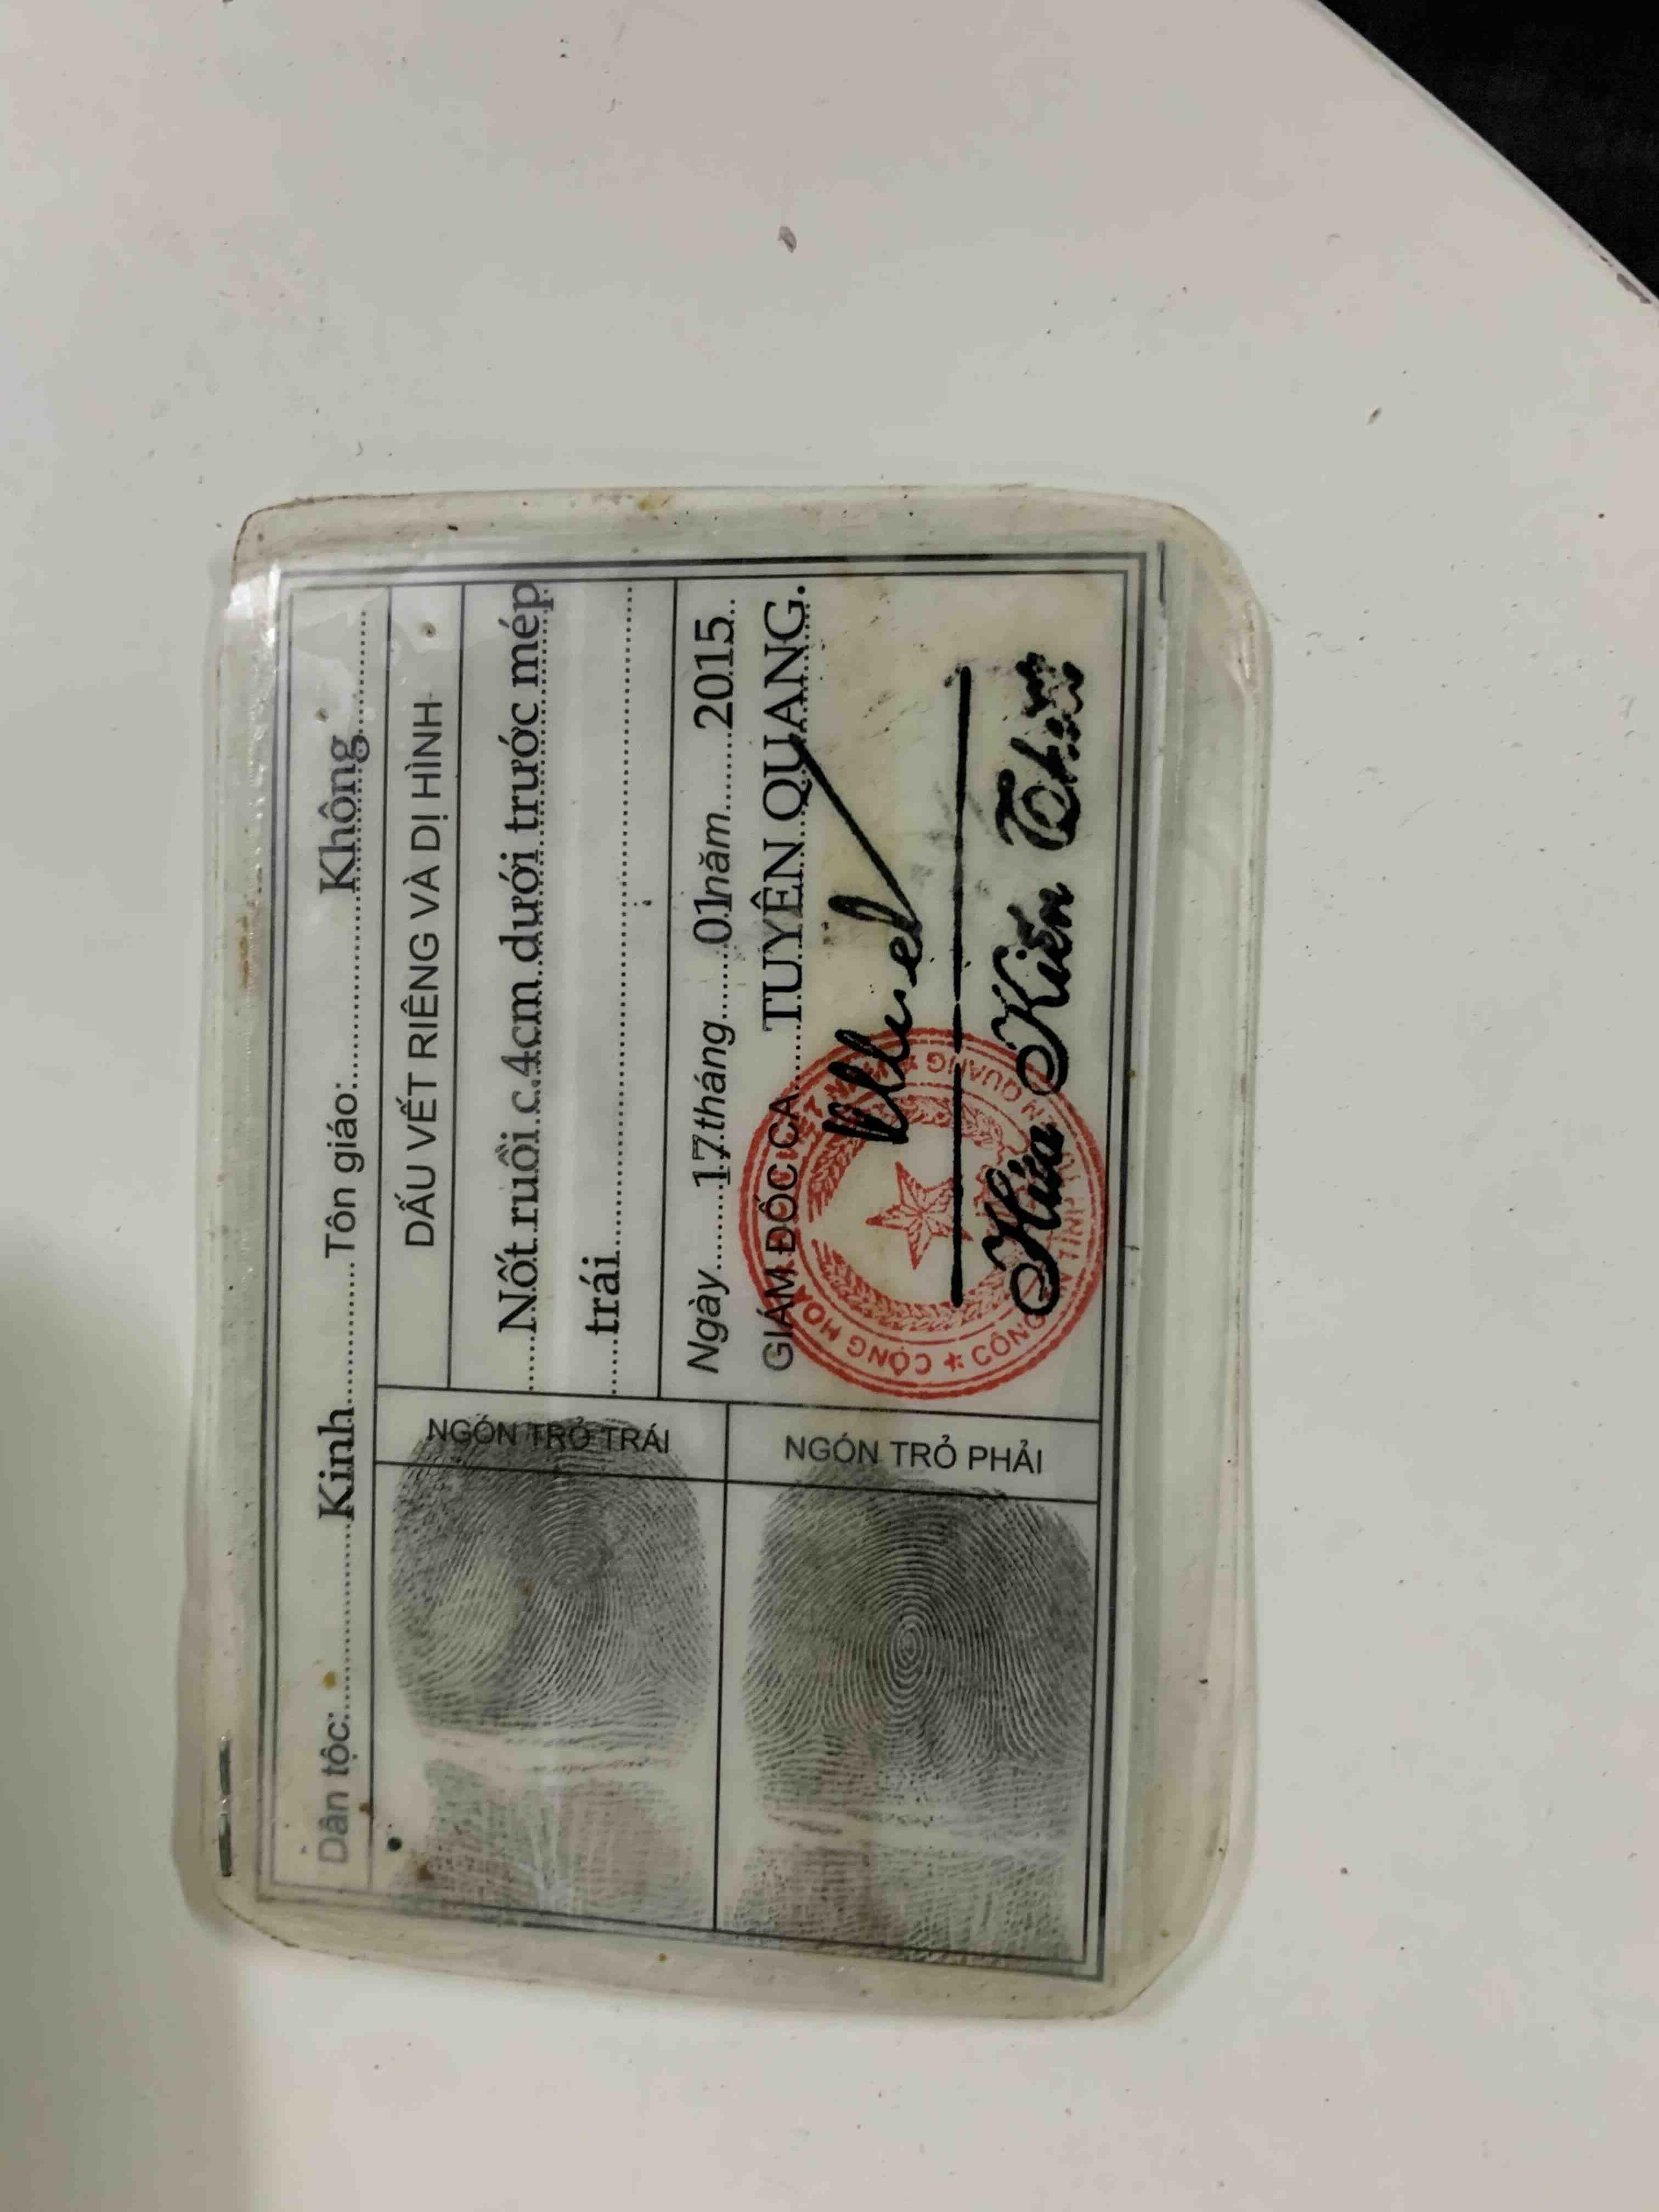 Dân tộc: Kinh Tôn giáo: Không
DẤU VẾT RIÊNG VÀ DỊ HÌNH
Nốt ruồi c.4cm dưới trước mép
trái
Ngày 17 tháng 01 năm 2015
GIÁM ĐỐC CA TUYÊN QUANG.
Hứa Kiến
NGÓN TRỎ TRÁI
NGÓN TRỎ PHẢI